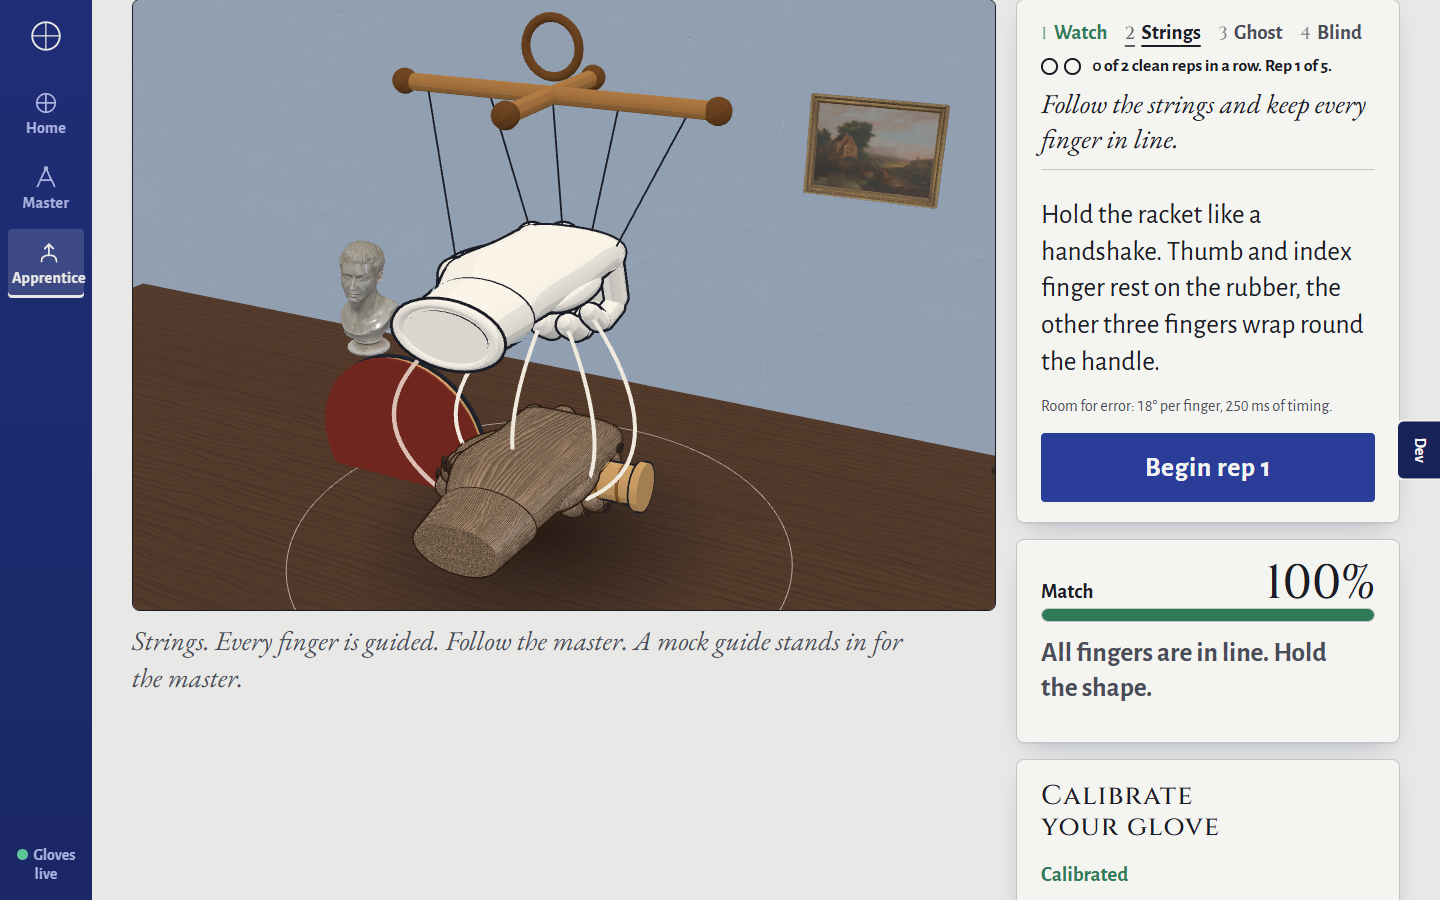 Home
Master
Apprentice
Gloves
live
1 Watch 2 Strings 3 Ghost 4 Blind
0 of 2 clean reps in a row. Rep 1 of 5.
Follow the strings and keep every
finger in line.
Hold the racket like a
handshake. Thumb and index
finger rest on the rubber, the
other three fingers wrap round
the handle.
Room for error: 18° per finger, 250 ms of timing.
Begin rep 1
Dev
Match 100%
All fingers are in line. Hold
the shape.
Calibrate
your glove
Calibrated
Strings. Every finger is guided. Follow the master. A mock guide stands in for
the master.